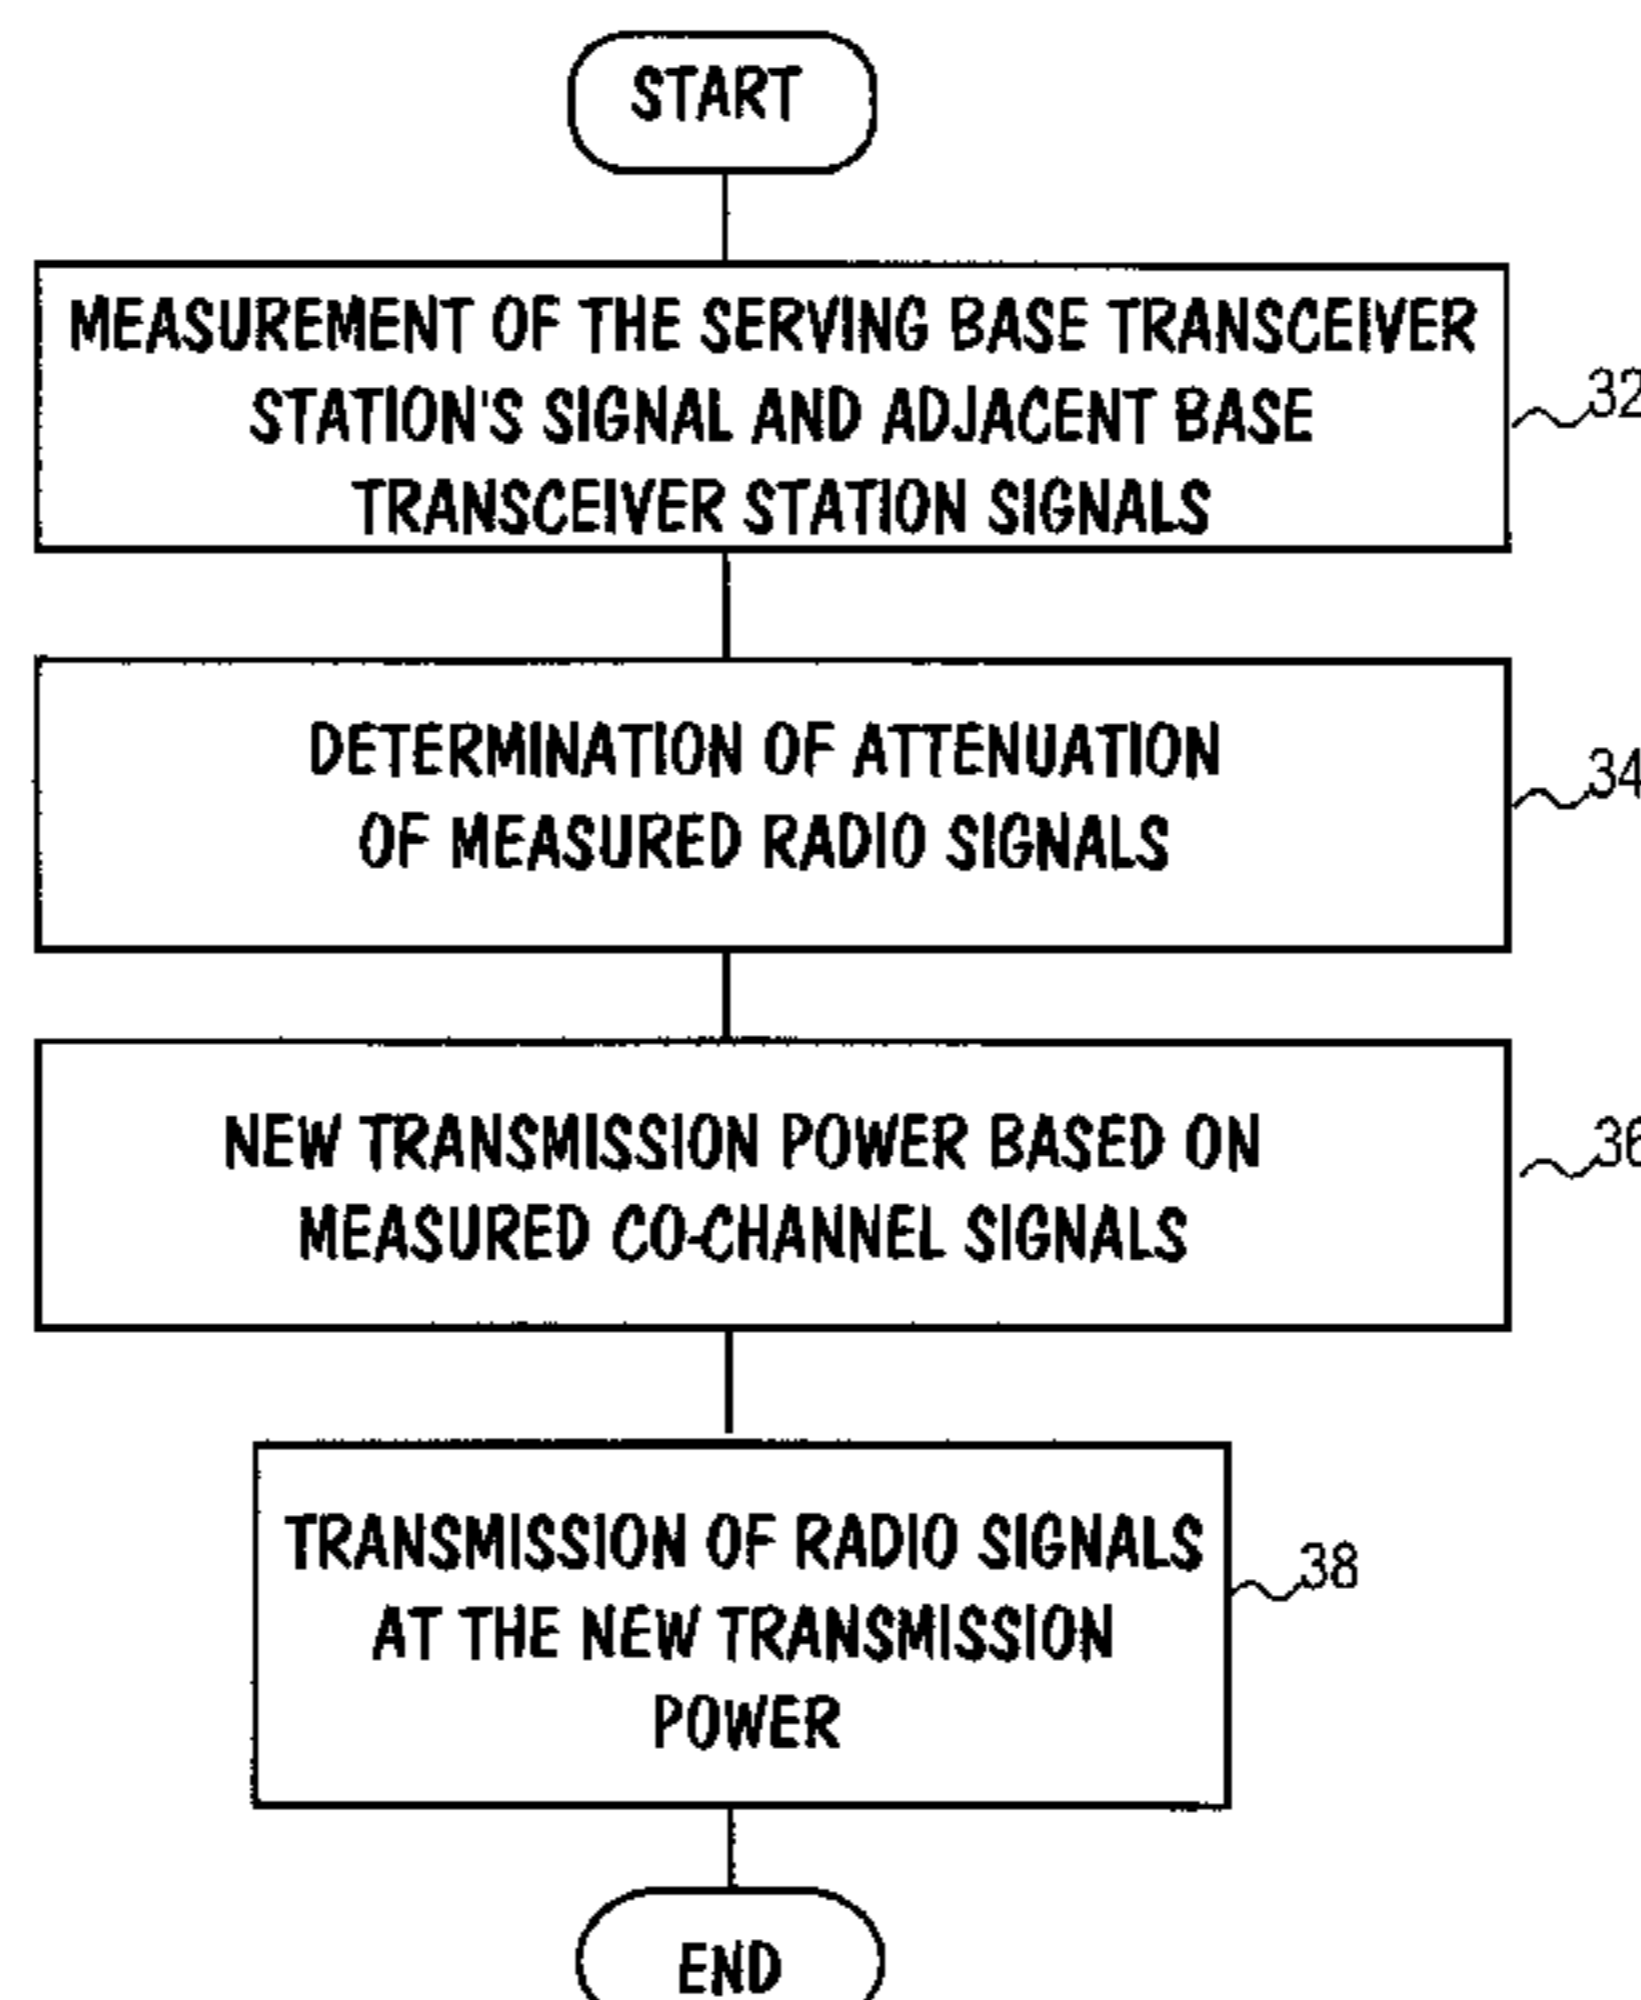 START
MEASUREMENT OF THE SERVING BASE TRANSCEIVER
STATION'S SIGNAL AND ADJACENT BASE
TRANSCEIVER STATION SIGNALS
32
DETERMINATION OF ATTENUATION
OF MEASURED RADIO SIGNALS
34
NEW TRANSMISSION POWER BASED ON
MEASURED CO-CHANNEL SIGNALS
36
TRANSMISSION OF RADIO SIGNALS
AT THE NEW TRANSMISSION
POWER
38
END